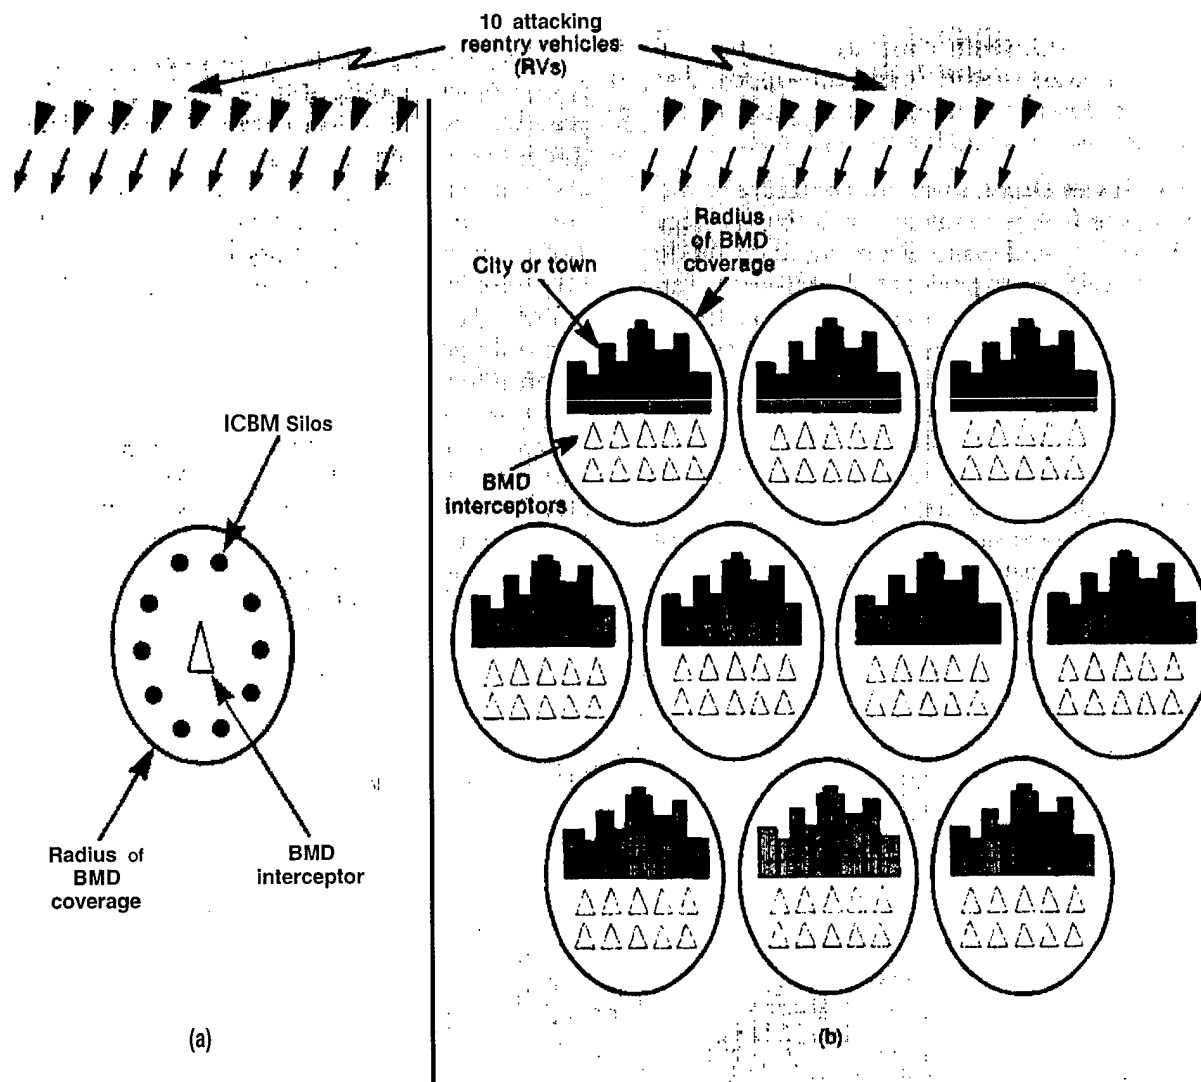 10 attacking
reentry vehicles
(RVs)
Radius
of BMD
coverage
City or town
ICBM Silos
BMD
interceptors
Radius of
BMD
coverage
BMD
interceptor
(a)
(b)